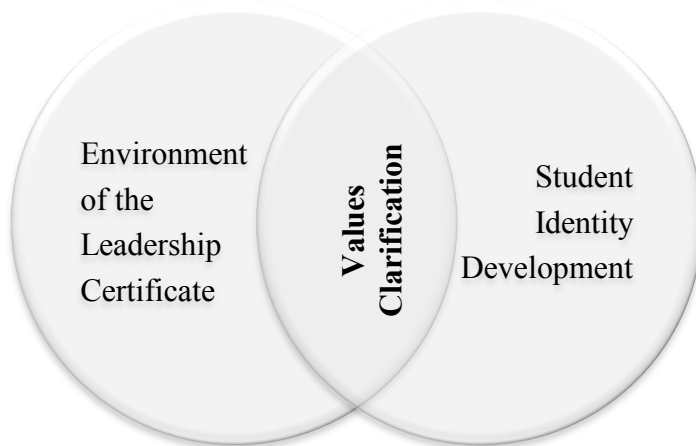 Environment
of the
Leadership
Certificate
Values
Clarification
Student
Identity
Development